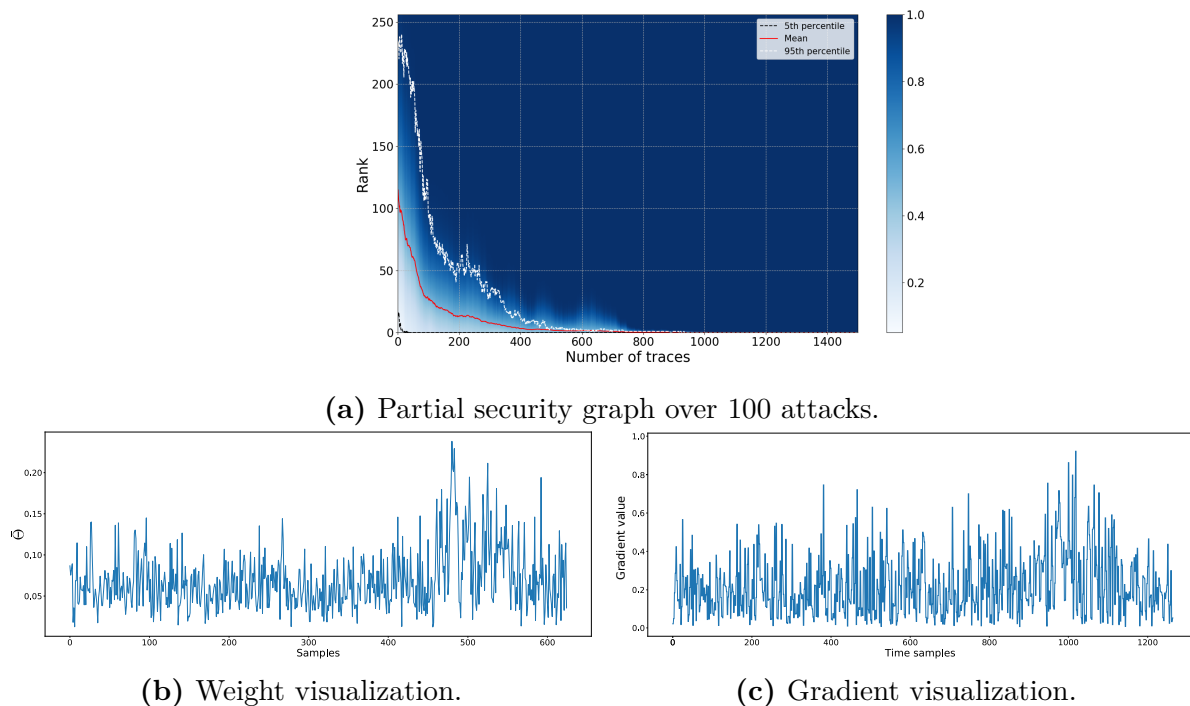 250
200
150
100
50
0
Rank
0 200 400 600 800 1000 1200 1400
Number of traces
5th percentile
Mean
95th percentile
1.0
0.8
0.6
0.4
0.2
(a) Partial security graph over 100 attacks.
0,20
0,15
0,10
0,05
Θ̄
0 100 200 300 400 500 600
Samples
(b) Weight visualization.
1.0
0.8
0.6
0.4
0.2
0.0
Gradient value
0 200 400 600 800 1000 1200
Time samples
(c) Gradient visualization.